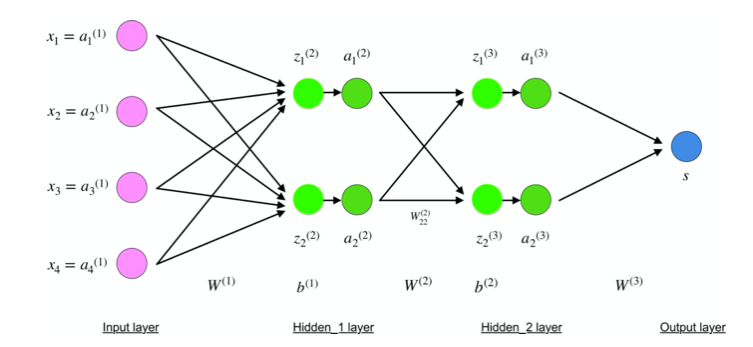 x₁ = a₁⁽¹⁾
z₁⁽²⁾ a₁⁽²⁾ z₁⁽³⁾ a₁⁽³⁾
x₂ = a₂⁽¹⁾
s
x₃ = a₃⁽¹⁾
W₂₂⁽²⁾
z₂⁽²⁾ a₂⁽²⁾ z₂⁽³⁾ a₂⁽³⁾
x₄ = a₄⁽¹⁾
W⁽¹⁾ b⁽¹⁾ W⁽²⁾ b⁽²⁾ W⁽³⁾
Input layer Hidden_1 layer Hidden_2 layer Output layer